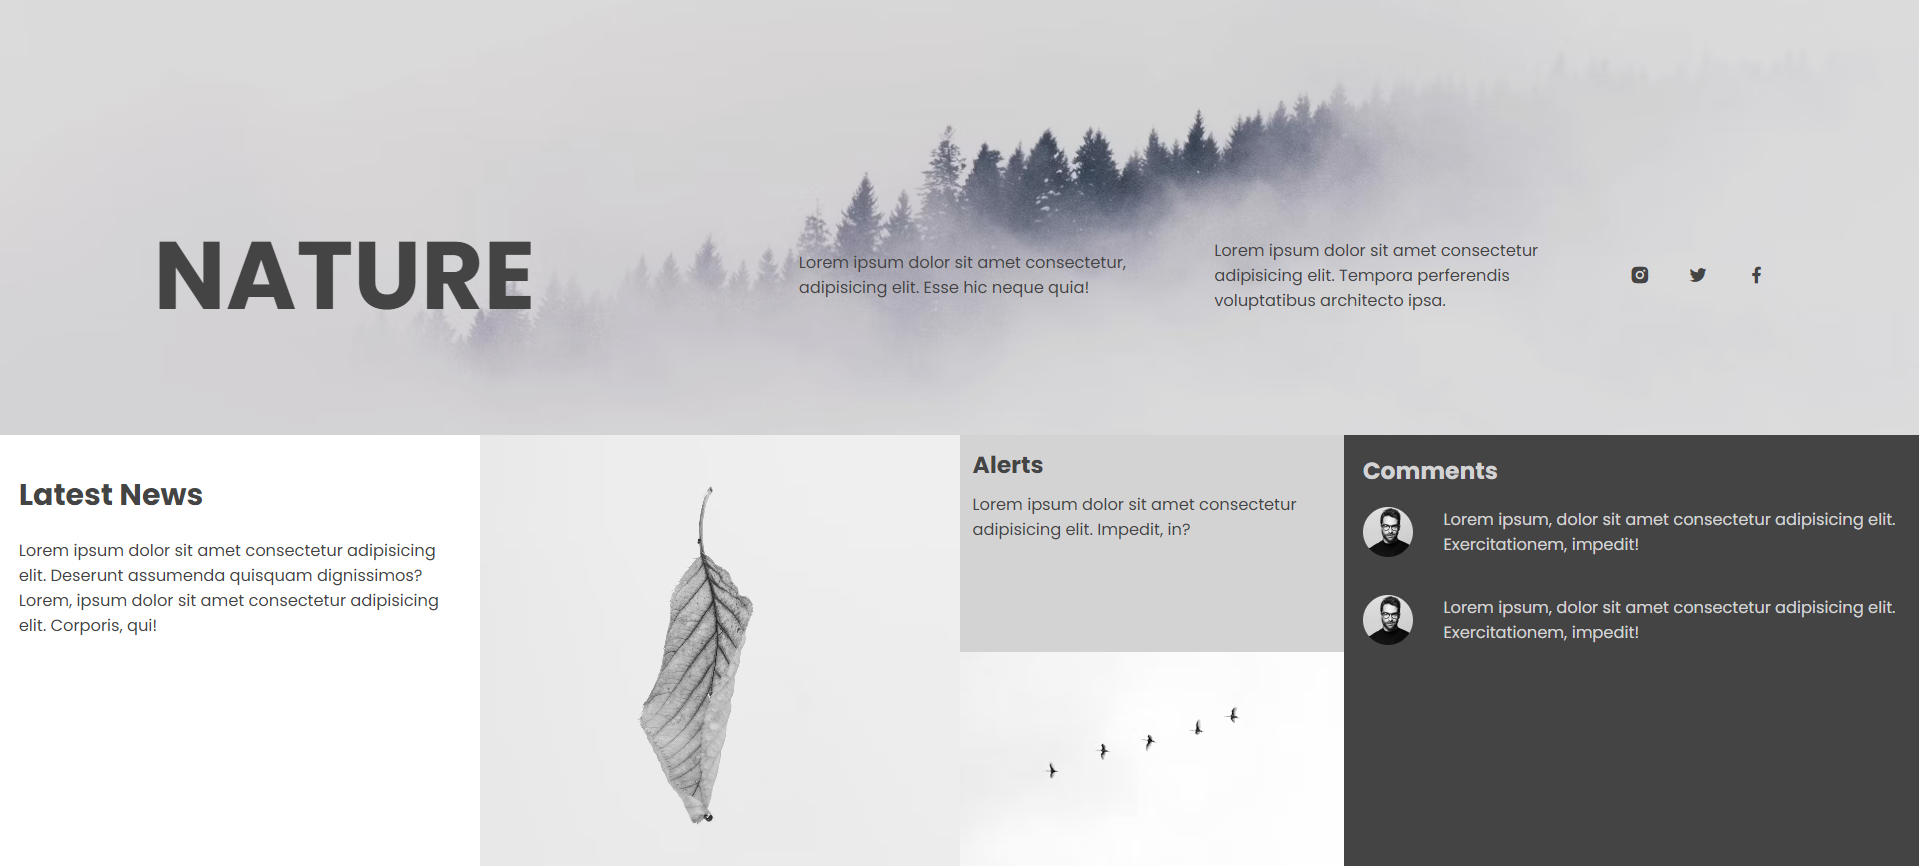 NATURE
Lorem ipsum dolor sit amet consectetur,
adipisicing elit. Esse hic neque quia!
Lorem ipsum dolor sit amet consectetur
adipisicing elit. Tempora perferendis
voluptatibus architecto ipsa.
Latest News
Lorem ipsum dolor sit amet consectetur adipisicing
elit. Deserunt assumenda quisquam dignissimos?
Lorem, ipsum dolor sit amet consectetur adipisicing
elit. Corporis, qui!
Alerts
Lorem ipsum dolor sit amet consectetur
adipisicing elit. Impedit, in?
Comments
Lorem ipsum, dolor sit amet consectetur adipisicing elit.
Exercitationem, impedit!
Lorem ipsum, dolor sit amet consectetur adipisicing elit.
Exercitationem, impedit!